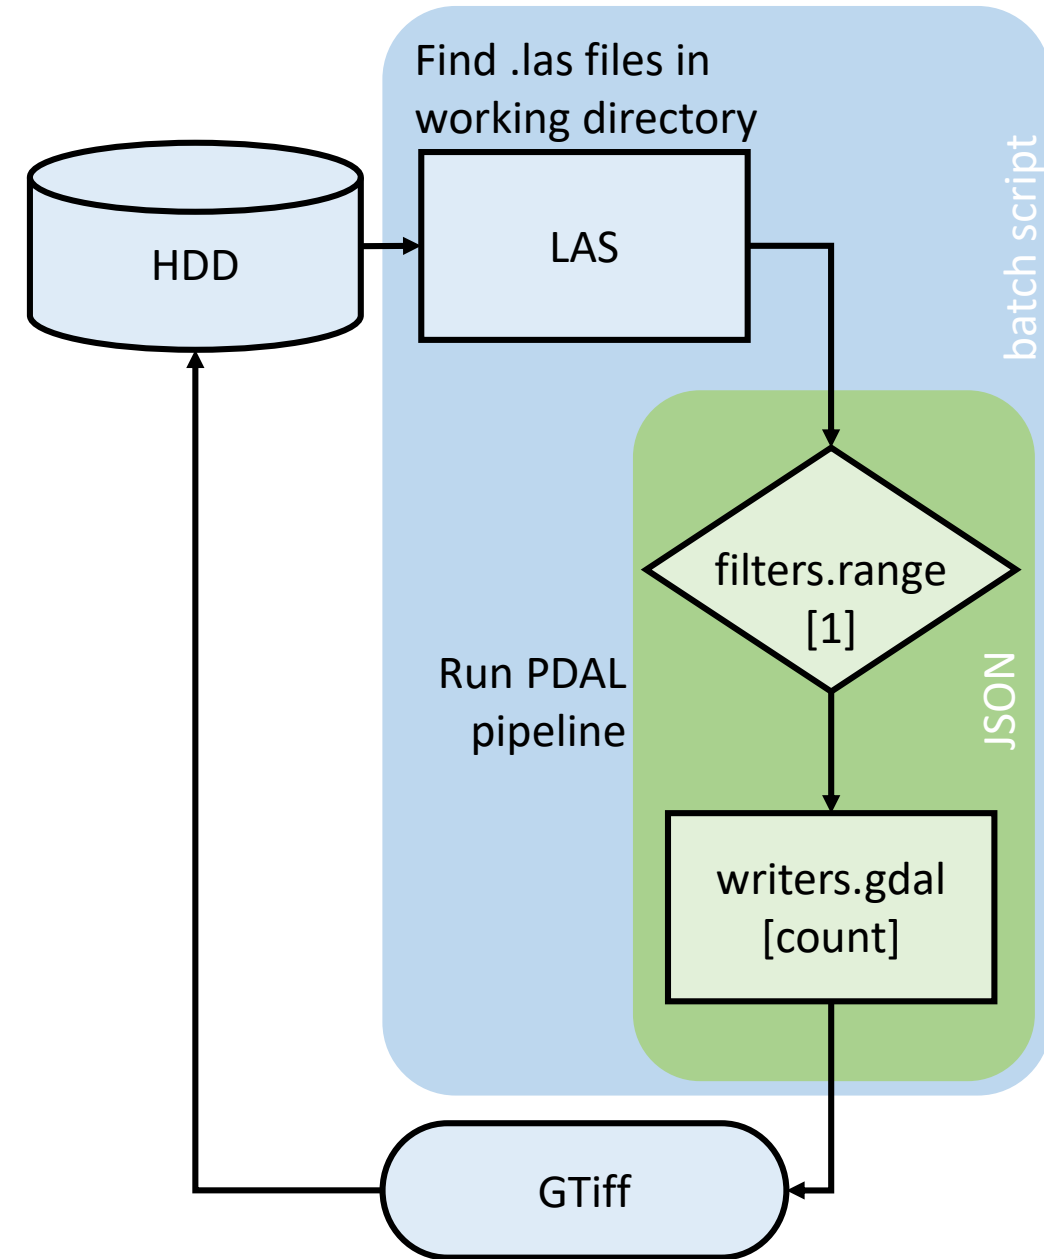 Find .las files in
working directory
batch script
HDD
LAS
filters.range
[1]
Run PDAL
pipeline
JSON
writers.gdal
[count]
GTiff